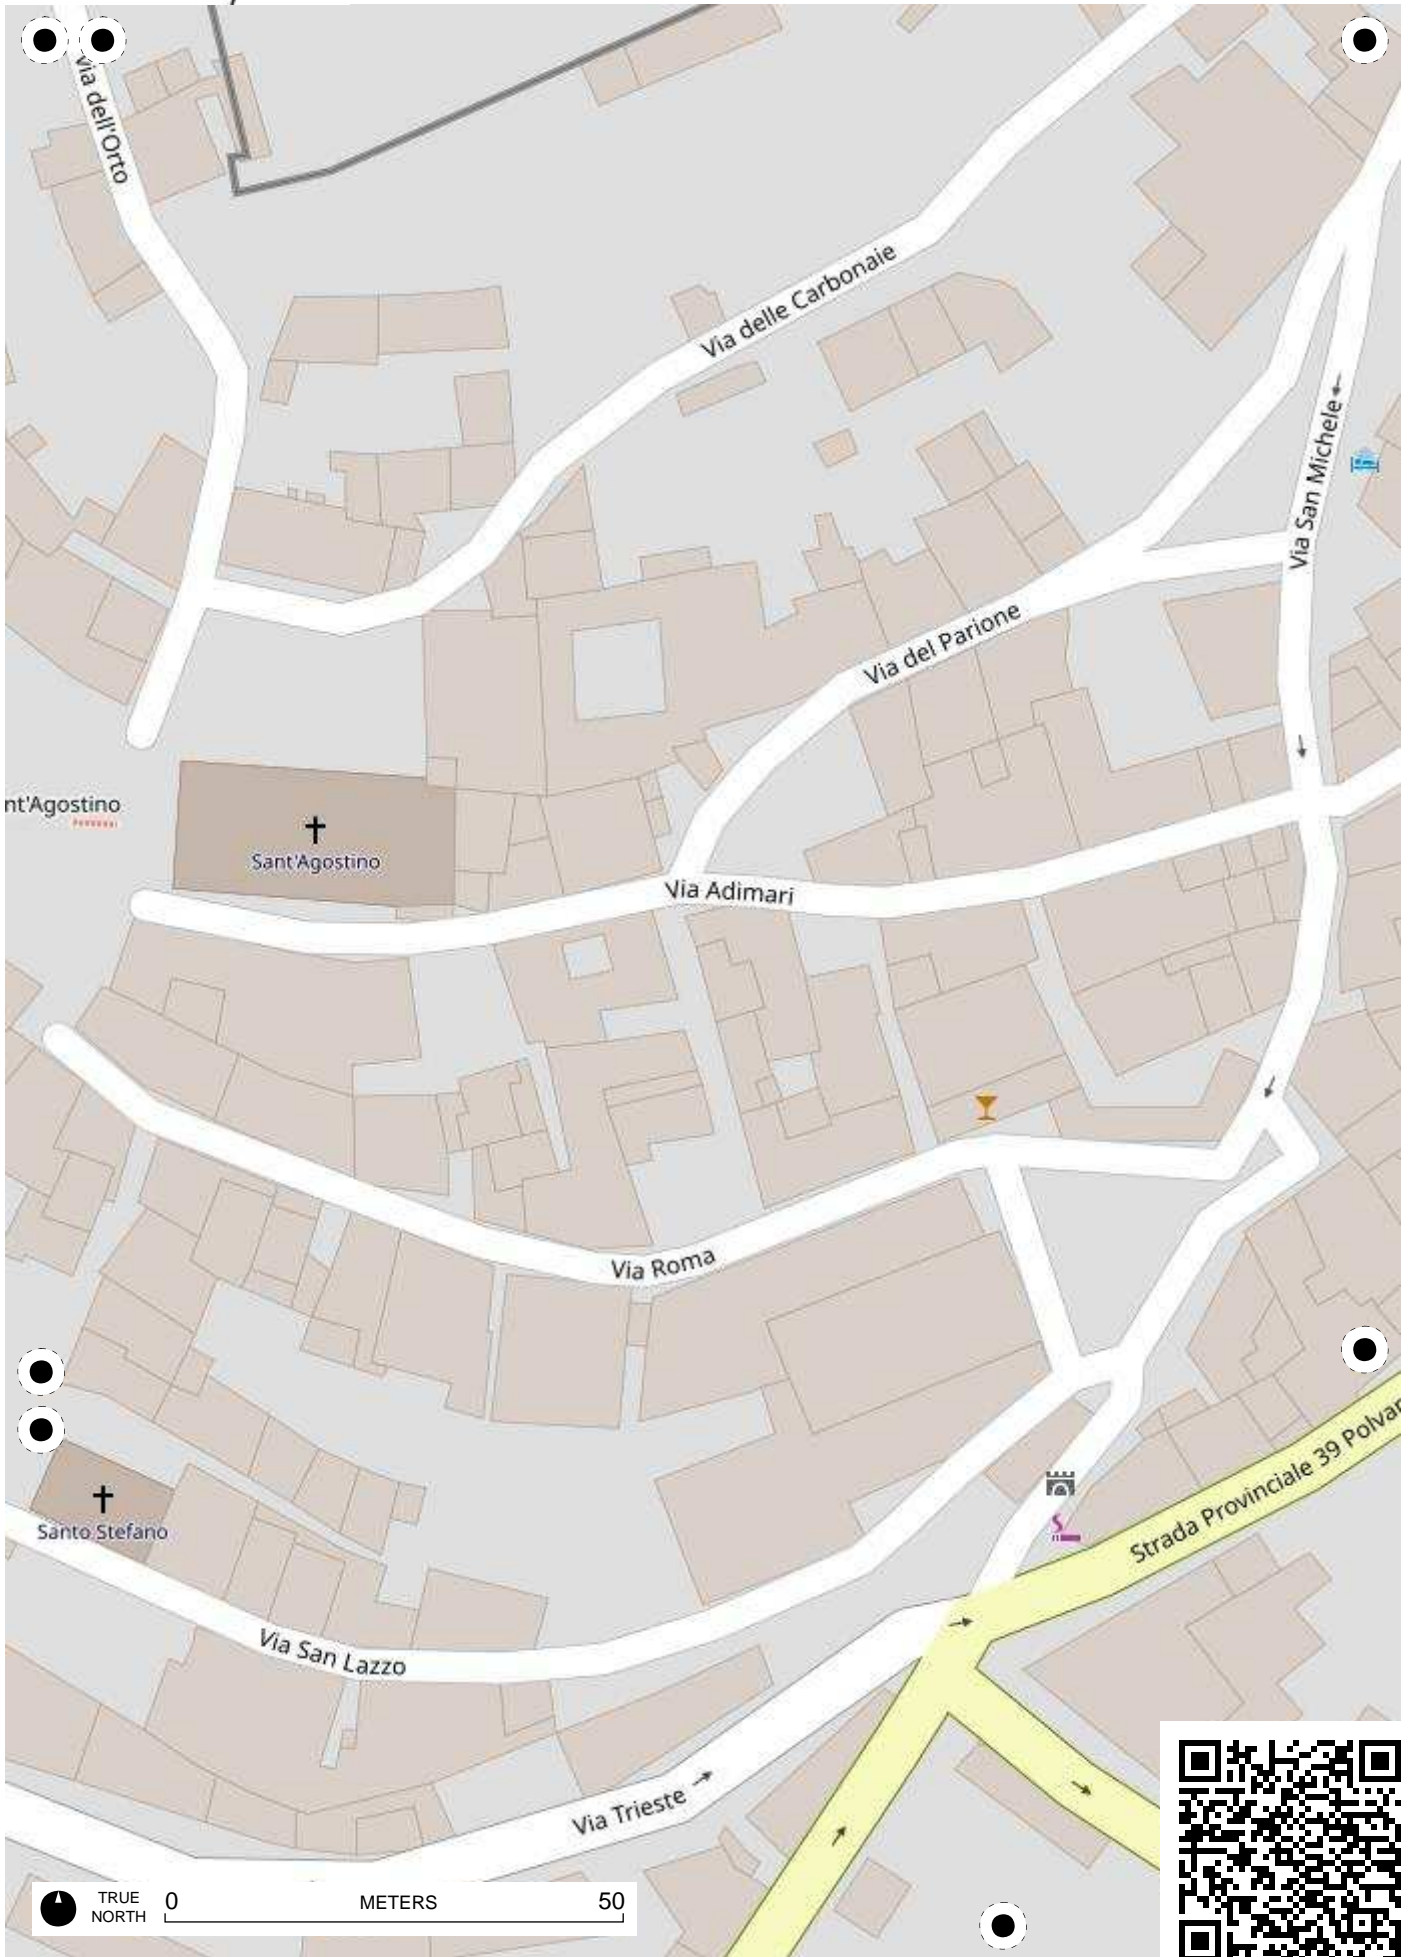 via dell'Orto
Via delle Carbonaie
Via San Michele
Via del Parione
nt'Agostino
Sant'Agostino
Via Adimari
Via Roma
Strada Provinciale 39 Polvar
Santo Stefano
Via San Lazzo
Via Trieste
TRUE NORTH
0 METERS 50